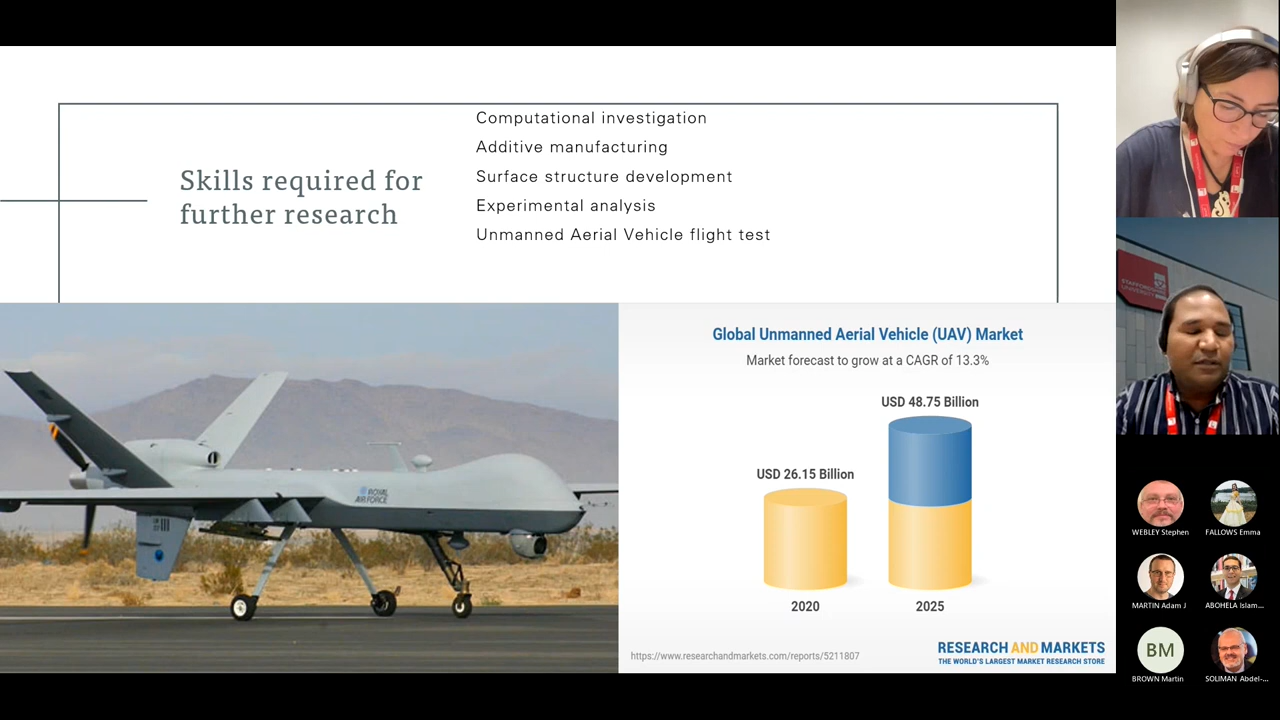 Skills required for
further research
Computational investigation
Additive manufacturing
Surface structure development
Experimental analysis
Unmanned Aerial Vehicle flight test
ROYAL
AIR FORCE
Global Unmanned Aerial Vehicle (UAV) Market
Market forecast to grow at a CAGR of 13.3%
USD 48.75 Billion
USD 26.15 Billion
2020
2025
https://www.researchandmarkets.com/reports/5211807
RESEARCH AND MARKETS
THE WORLD'S LARGEST MARKET RESEARCH STORE
STAFFORDSHIRE
UNIVERSITY
WEBLEY Stephen
FALLOWS Emma
MARTIN Adam J
ABOHELA Islam...
BM
BROWN Martin
SOLIMAN Abdel-...